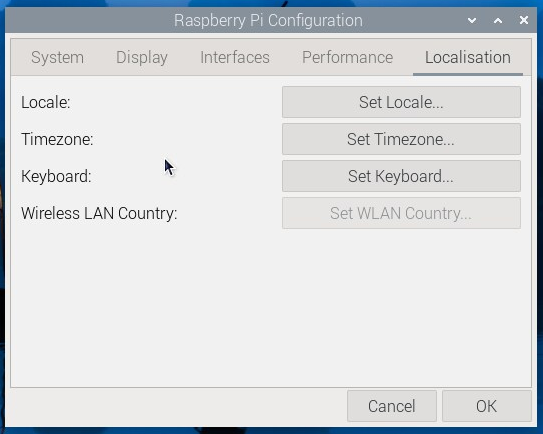 Raspberry Pi Configuration
System Display Interfaces Performance Localisation
Locale: Set Locale...
Timezone: Set Timezone...
Keyboard: Set Keyboard...
Wireless LAN Country: Set WLAN Country...
Cancel OK